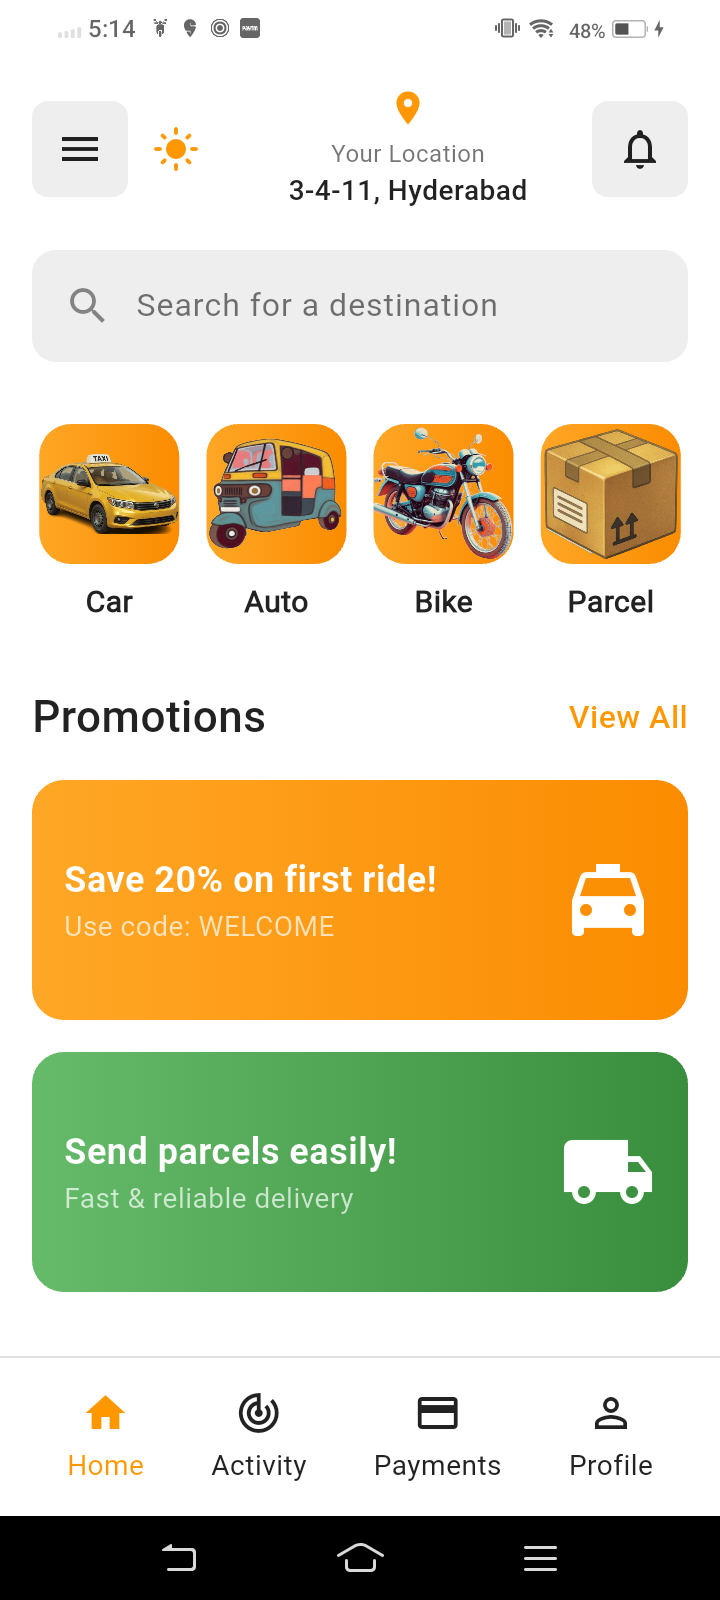 5:14
48%
Your Location
3-4-11, Hyderabad
Search for a destination
TAXI
Car
Auto
Bike
Parcel
Promotions
View All
Save 20% on first ride!
Use code: WELCOME
Send parcels easily!
Fast & reliable delivery
Home
Activity
Payments
Profile